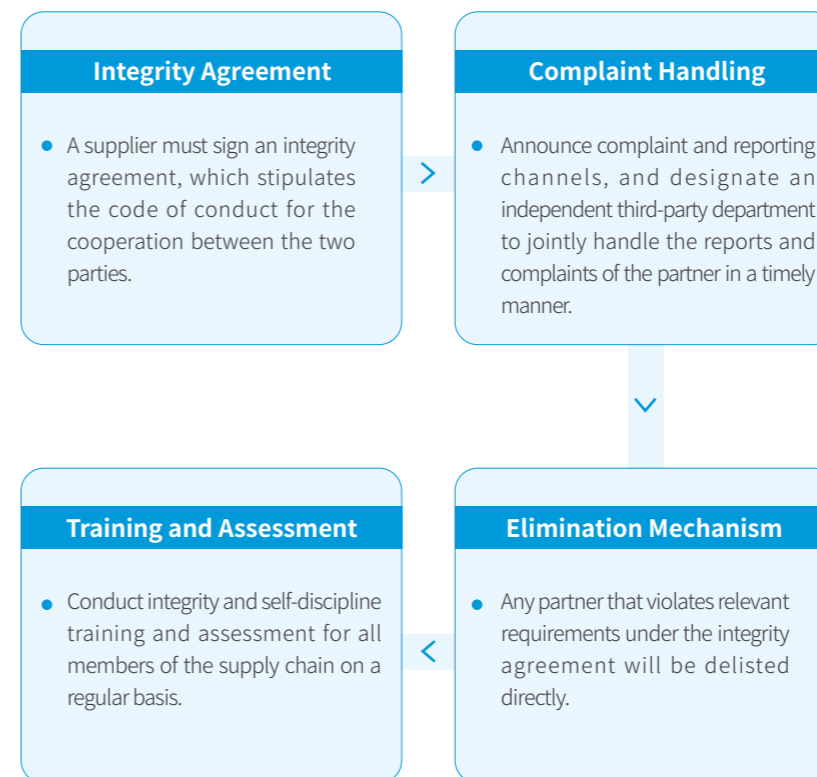 Integrity Agreement
A supplier must sign an integrity
agreement, which stipulates
the code of conduct for the
cooperation between the two
parties.
Complaint Handling
Announce complaint and reporting
channels, and designate an
independent third-party department
to jointly handle the reports and
complaints of the partner in a timely
manner.
Elimination Mechanism
Any partner that violates relevant
requirements under the integrity
agreement will be delisted
directly.
Training and Assessment
Conduct integrity and self-discipline
training and assessment for all
members of the supply chain on a
regular basis.